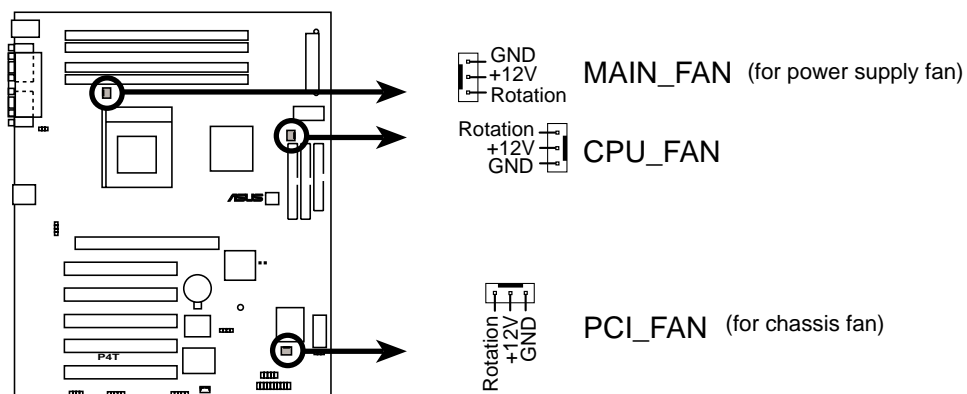 GND
+12V
Rotation
MAIN_FAN (for power supply fan)
Rotation
+12V
GND
CPU_FAN
ASUS
Rotation
+12V
GND
PCI_FAN (for chassis fan)
P4T